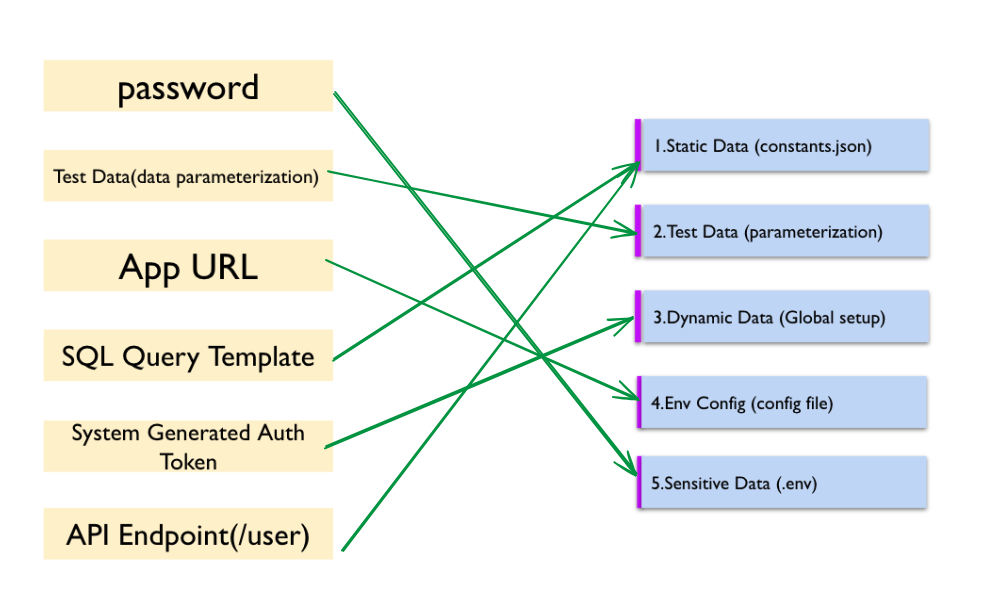 password
Test Data(data parameterization)
App URL
SQL Query Template
System Generated Auth
Token
API Endpoint(/user)
1.Static Data (constants.json)
2.Test Data (parameterization)
3.Dynamic Data (Global setup)
4.Env Config (config file)
5.Sensitive Data (.env)